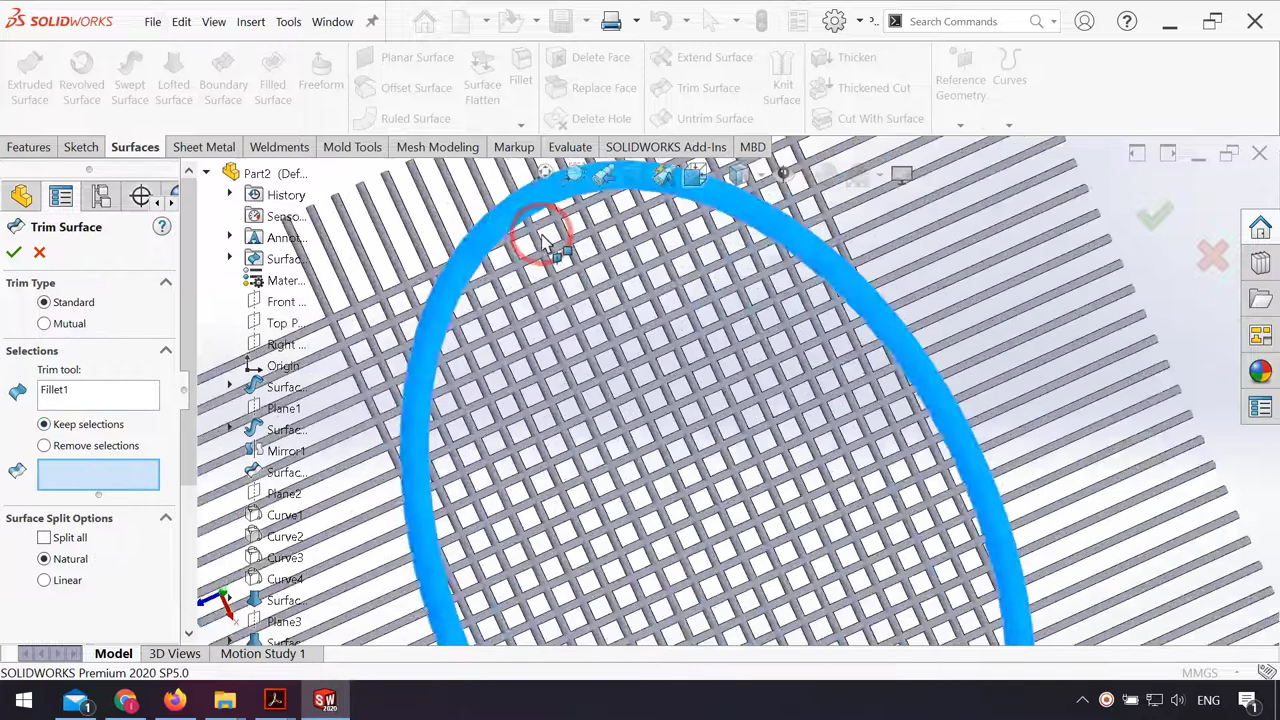 SOLIDWORKS File Edit View Insert Tools Window Search Commands
Extruded Surface
Revolved Surface
Swept Surface
Lofted Surface
Boundary Surface
Filled Surface
Freeform
Planar Surface
Offset Surface
Ruled Surface
Surface Flatten
Fillet
Delete Face
Replace Face
Delete Hole
Extend Surface
Trim Surface
Untrim Surface
Knit Surface
Thicken
Thickened Cut
Cut With Surface
Reference Geometry
Curves
Features Sketch Surfaces Sheet Metal Weldments Mold Tools Mesh Modeling Markup Evaluate SOLIDWORKS Add-Ins MBD
Trim Surface
Trim Type
Standard
Mutual
Selections
Trim tool:
Fillet1
Keep selections
Remove selections
Surface Split Options
Split all
Natural
Linear
Part2 (Def...
History
Senso...
Annot...
Surfac...
Mater...
Front ...
Top P...
Right ...
Origin
Surfac...
Plane1
Surfac...
Mirror1
Surfac...
Plane2
Curve1
Curve2
Curve3
Curve4
Surfac...
Plane3
Surfac...
Model 3D Views Motion Study 1
SOLIDWORKS Premium 2020 SP5.0 MMGS
ENG